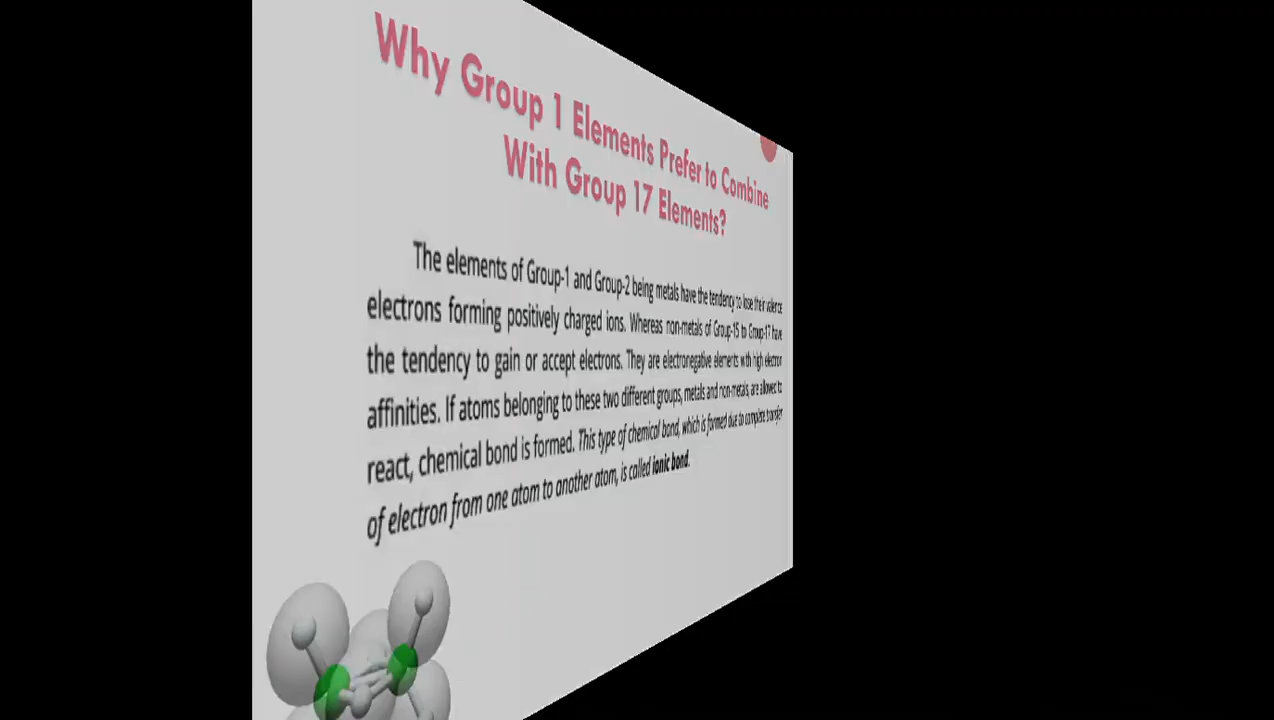 Why Group 1 Elements Prefer to Combine
With Group 17 Elements?
The elements of Group-1 and Group-2 being metals have the tendency to lose their valence
electrons forming positively charged ions. Whereas non-metals of Group-15 to Group-17 have
the tendency to gain or accept electrons. They are electronegative elements with high electron
affinities. If atoms belonging to these two different groups, metals and non-metals, are allowed to
react, chemical bond is formed. This type of chemical bond, which is formed due to complete transfer
of electron from one atom to another atom, is called ionic bond.